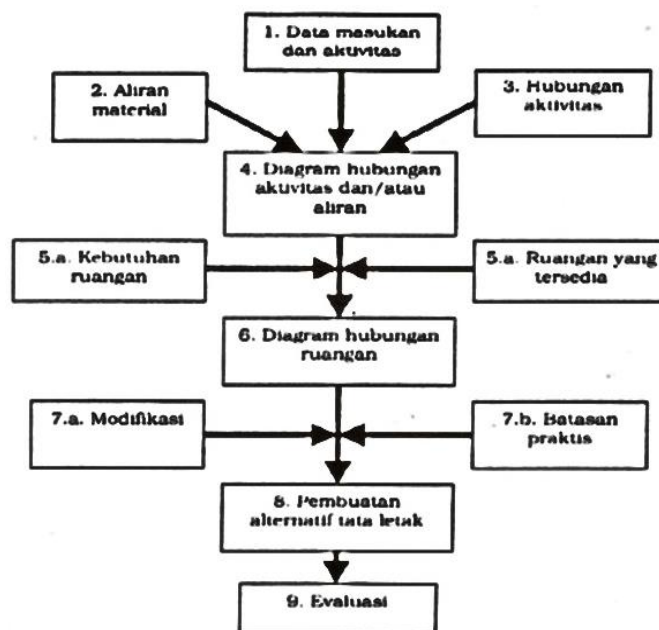 1. Data masukan
dan aktivitas
2. Aliran
material
3. Hubungan
aktivitas
4. Diagram hubungan
aktivitas dan/atau
aliran
5.a. Kebutuhan
ruangan
5.a. Ruangan yang
tersedia
6. Diagram hubungan
ruangan
7.a. Modifikasi
7.b. Batasan
praktis
8. Pembuatan
alternatif tata letak
9. Evaluasi